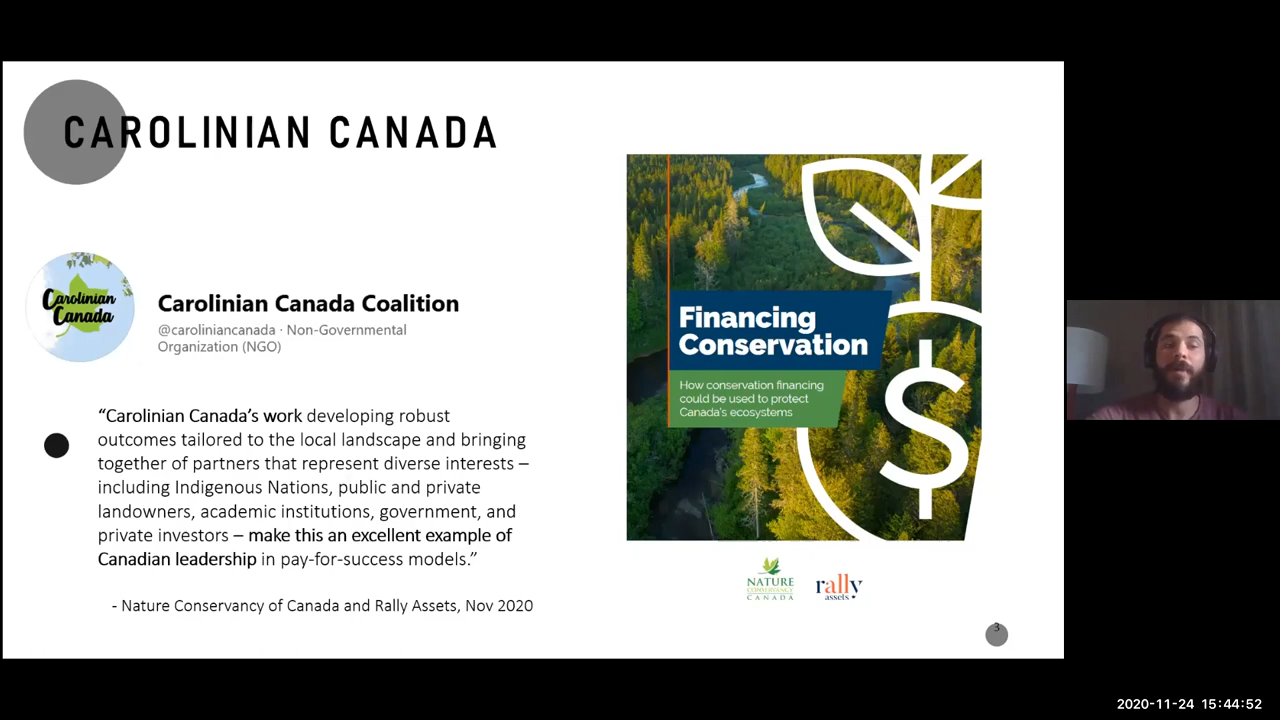 CAROLINIAN CANADA
Carolinian
Canada
Carolinian Canada Coalition
@caroliniancanada · Non-Governmental
Organization (NGO)
“Carolinian Canada’s work developing robust
outcomes tailored to the local landscape and bringing
together of partners that represent diverse interests –
including Indigenous Nations, public and private
landowners, academic institutions, government, and
private investors – make this an excellent example of
Canadian leadership in pay-for-success models.”
- Nature Conservancy of Canada and Rally Assets, Nov 2020
Financing
Conservation
How conservation financing
could be used to protect
Canada's ecosystems
$
NATURE
CONSERVANCY
CANADA
rally
assets
3
2020-11-24 15:44:52